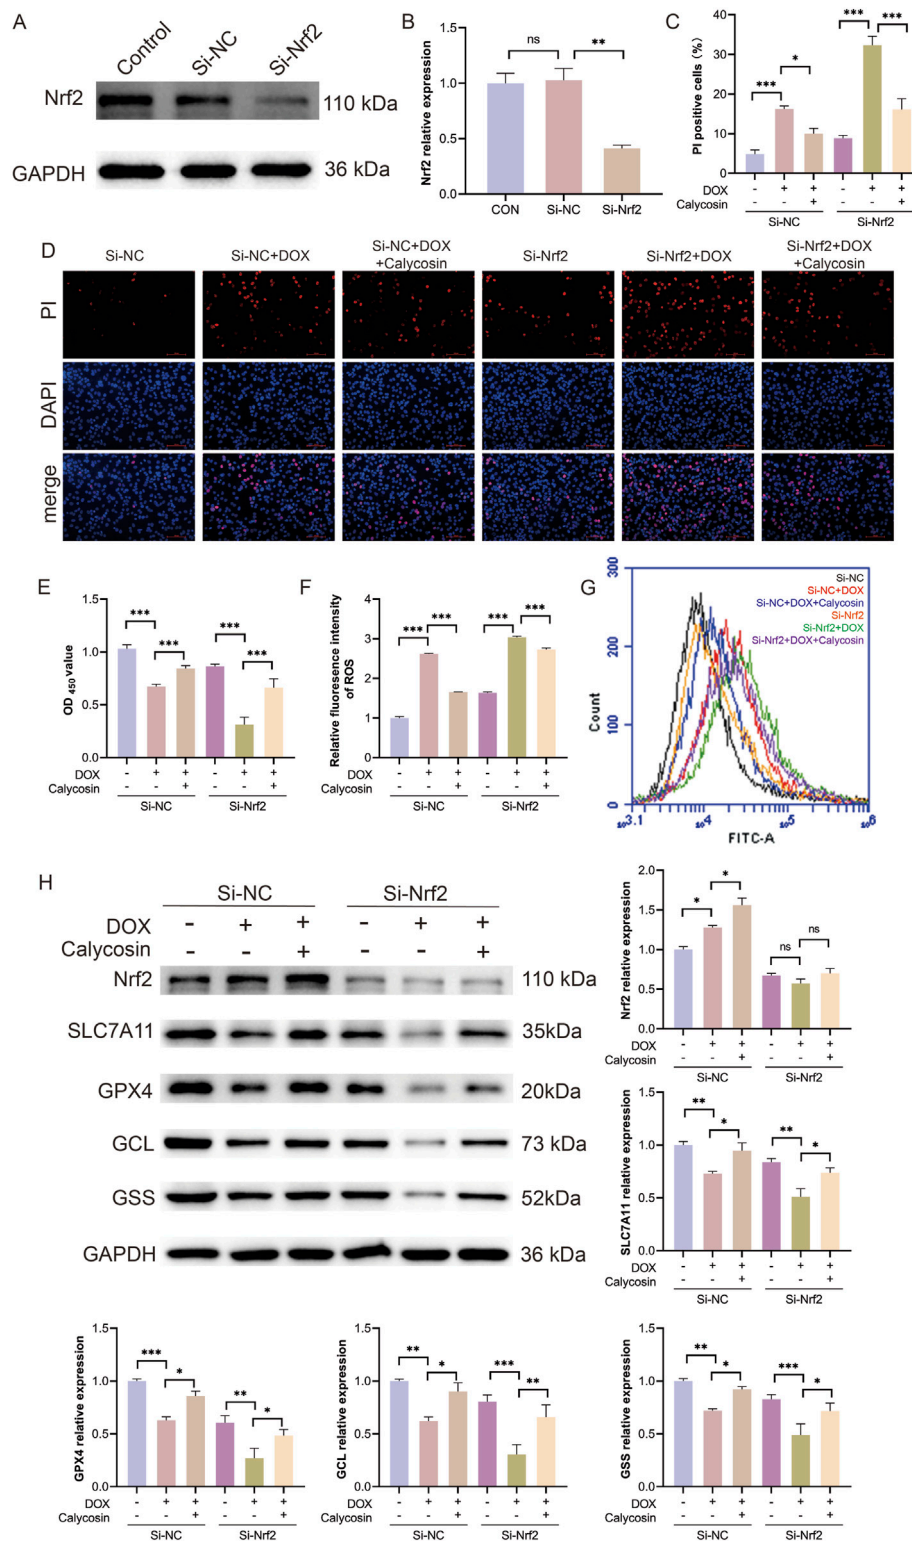 A
Control
Si-NC
Si-Nrf2
Nrf2
110 kDa
GAPDH
36 kDa
B
Nrf2 relative expression
1.5
1.0
0.5
0.0
ns
**
CON
Si-NC
Si-Nrf2
C
PI positive cells (%)
40
30
20
10
0
***
*
***
***
DOX - + + - + +
Calycosin - - + - - +
Si-NC
Si-Nrf2
D
Si-NC
Si-NC+DOX
Si-NC+DOX
+Calycosin
Si-Nrf2
Si-Nrf2+DOX
Si-Nrf2+DOX
+Calycosin
PI
DAPI
merge
E
OD 450 value
1.5
1.0
0.5
0.0
***
***
***
***
DOX - + + - + +
Calycosin - - + - - +
Si-NC
Si-Nrf2
F
Relative fluoresence intensity
of ROS
4
3
2
1
0
***
***
***
***
DOX - + + - + +
Calycosin - - + - - +
Si-NC
Si-Nrf2
G
Si-NC
Si-NC+DOX
Si-NC+DOX+Calycosin
Si-Nrf2
Si-Nrf2+DOX
Si-Nrf2+DOX+Calycosin
Count
300
200
100
0
10^3.1
10^4
10^5
10^6
FITC-A
H
Si-NC
Si-Nrf2
DOX - + + - + +
Calycosin - - + - - +
Nrf2
110 kDa
SLC7A11
35kDa
GPX4
20kDa
GCL
73 kDa
GSS
52kDa
GAPDH
36 kDa
Nrf2 relative expression
2.0
1.5
1.0
0.5
0.0
*
*
ns
ns
DOX - + + - + +
Calycosin - - + - - +
Si-NC
Si-Nrf2
SLC7A11 relative expression
1.5
1.0
0.5
0.0
**
*
**
*
DOX - + + - + +
Calycosin - - + - - +
Si-NC
Si-Nrf2
GPX4 relative expression
1.5
1.0
0.5
0.0
***
*
**
*
DOX - + + - + +
Calycosin - - + - - +
Si-NC
Si-Nrf2
GCL relative expression
1.5
1.0
0.5
0.0
**
*
***
**
DOX - + + - + +
Calycosin - - + - - +
Si-NC
Si-Nrf2
GSS relative expression
1.5
1.0
0.5
0.0
**
*
***
*
DOX - + + - + +
Calycosin - - + - - +
Si-NC
Si-Nrf2